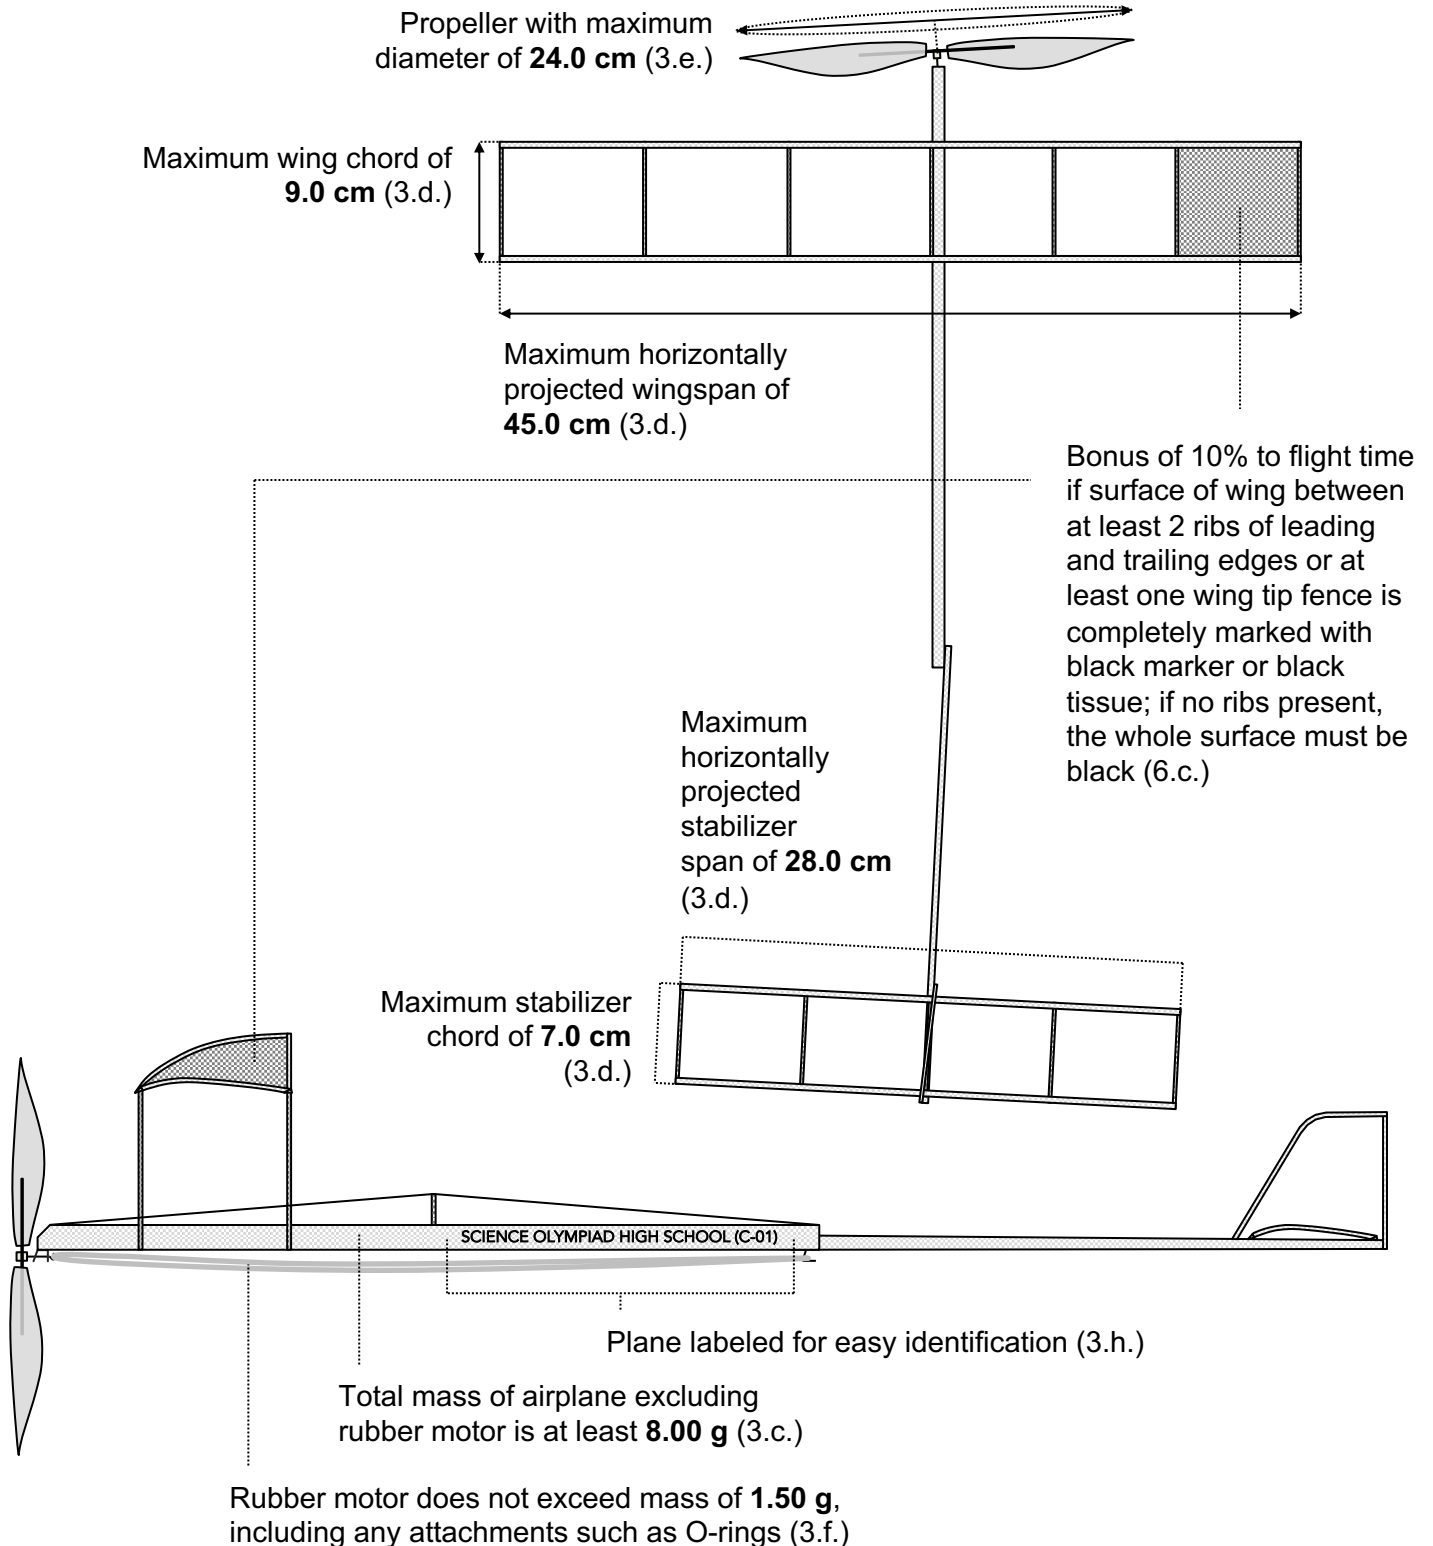 Propeller with maximum
diameter of 24.0 cm (3.e.)
Maximum wing chord of
9.0 cm (3.d.)
Maximum horizontally
projected wingspan of
45.0 cm (3.d.)
Bonus of 10% to flight time
if surface of wing between
at least 2 ribs of leading
and trailing edges or at
least one wing tip fence is
completely marked with
black marker or black
tissue; if no ribs present,
the whole surface must be
black (6.c.)
Maximum
horizontally
projected
stabilizer
span of 28.0 cm
(3.d.)
Maximum stabilizer
chord of 7.0 cm
(3.d.)
SCIENCE OLYMPIAD HIGH SCHOOL (C-01)
Plane labeled for easy identification (3.h.)
Total mass of airplane excluding
rubber motor is at least 8.00 g (3.c.)
Rubber motor does not exceed mass of 1.50 g,
including any attachments such as O-rings (3.f.)